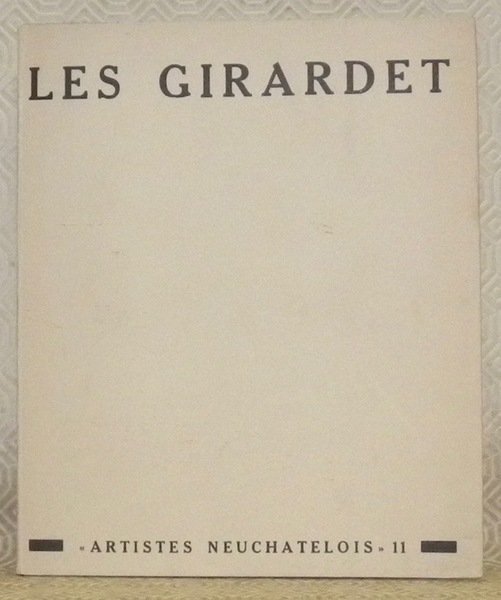 LES GIRARDET
« ARTISTES NEUCHATELOIS » 11